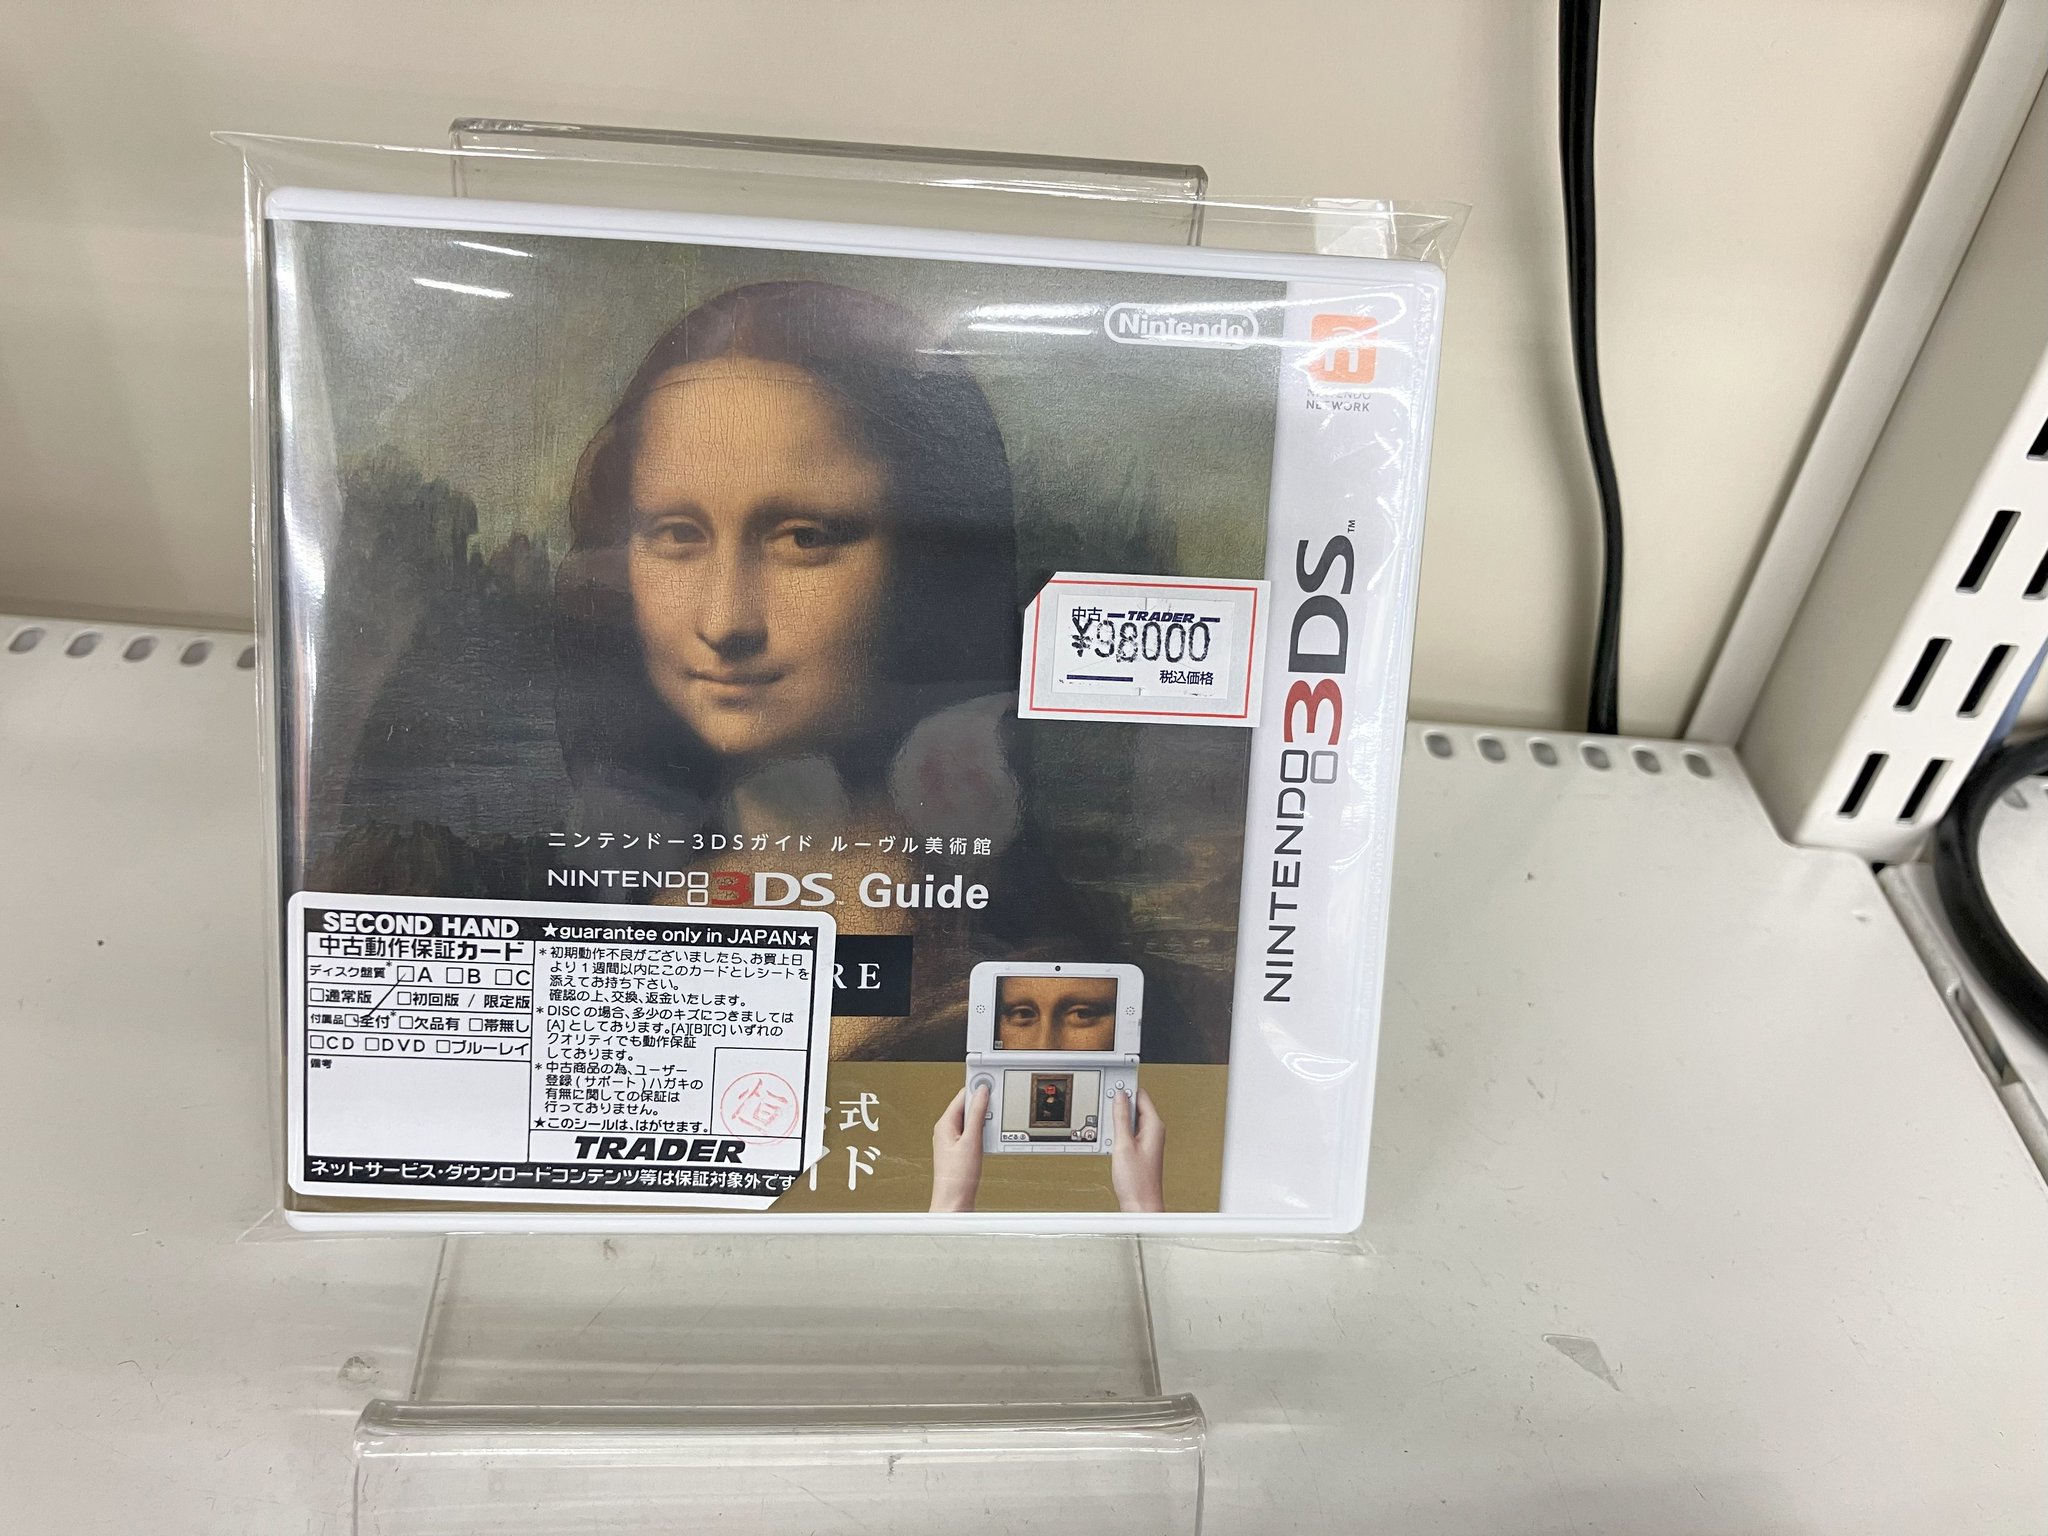 Nintendo
NINTENDO
NETWORK
NINTENDO 3DS™
中古 TRADER
¥98000
税込価格
ニンテンドー3DSガイド ルーヴル美術館
NINTENDO 3DS™ Guide
RE
式
イド
もどる
SECOND HAND ★guarantee only in JAPAN★
中古動作保証カード
ディスク盤質* □A □B □C
□通常版 □初回版 / 限定版
付属品□全付*□欠品有 □帯無し
□CD □DVD □ブルーレイ
備考
*初期動作不良がございましたら、お買上日
より1週間以内にこのカードとレシートを
添えてお持ち下さい。
確認の上、交換、返金いたします。
*DISCの場合、多少のキズにつきましては
[A]としております。[A][B][C]いずれの
クオリティでも動作保証
しております。
*中古商品の為、ユーザー
登録(サポート)ハガキの
有無に関しての保証は
行っておりません。
★このシールは、はがせます。
恒
TRADER
ネットサービス・ダウンロードコンテンツ等は保証対象外です